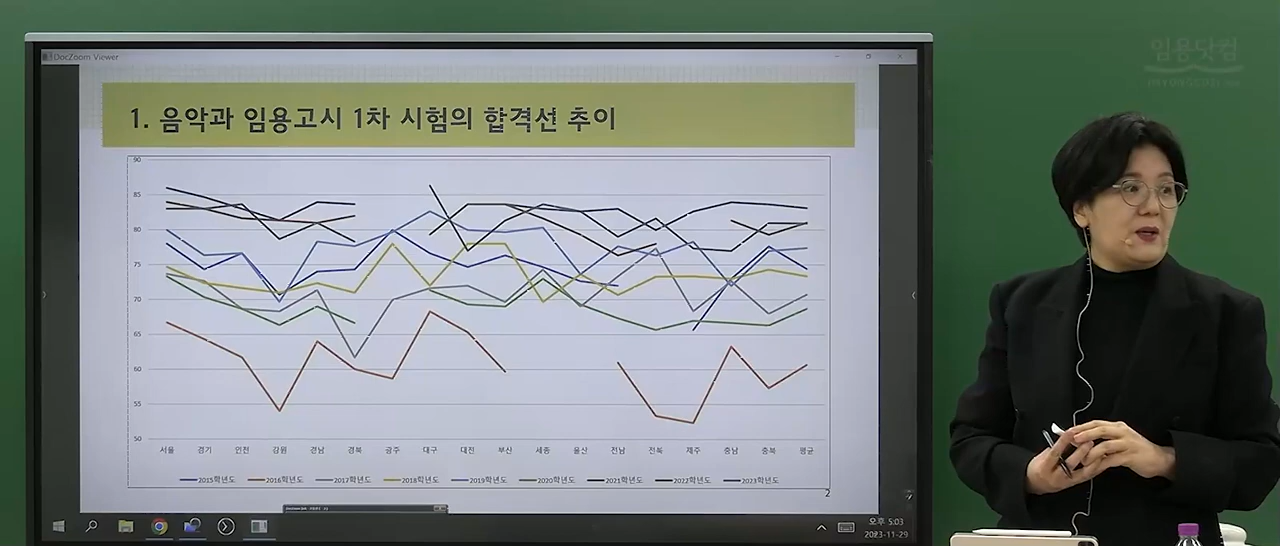 DocZoom Viewer
임용닷컴
1. 음악과 임용고시 1차 시험의 합격선 추이
90
85
80
75
70
65
60
55
50
서울 경기 인천 강원 경남 경북 광주 대구 대전 부산 세종 울산 전남 전북 제주 충남 충북 평균
2015학년도 2016학년도 2017학년도 2018학년도 2019학년도 2020학년도 2021학년도 2022학년도 2023학년도
2
오후 5:03
2023-11-29